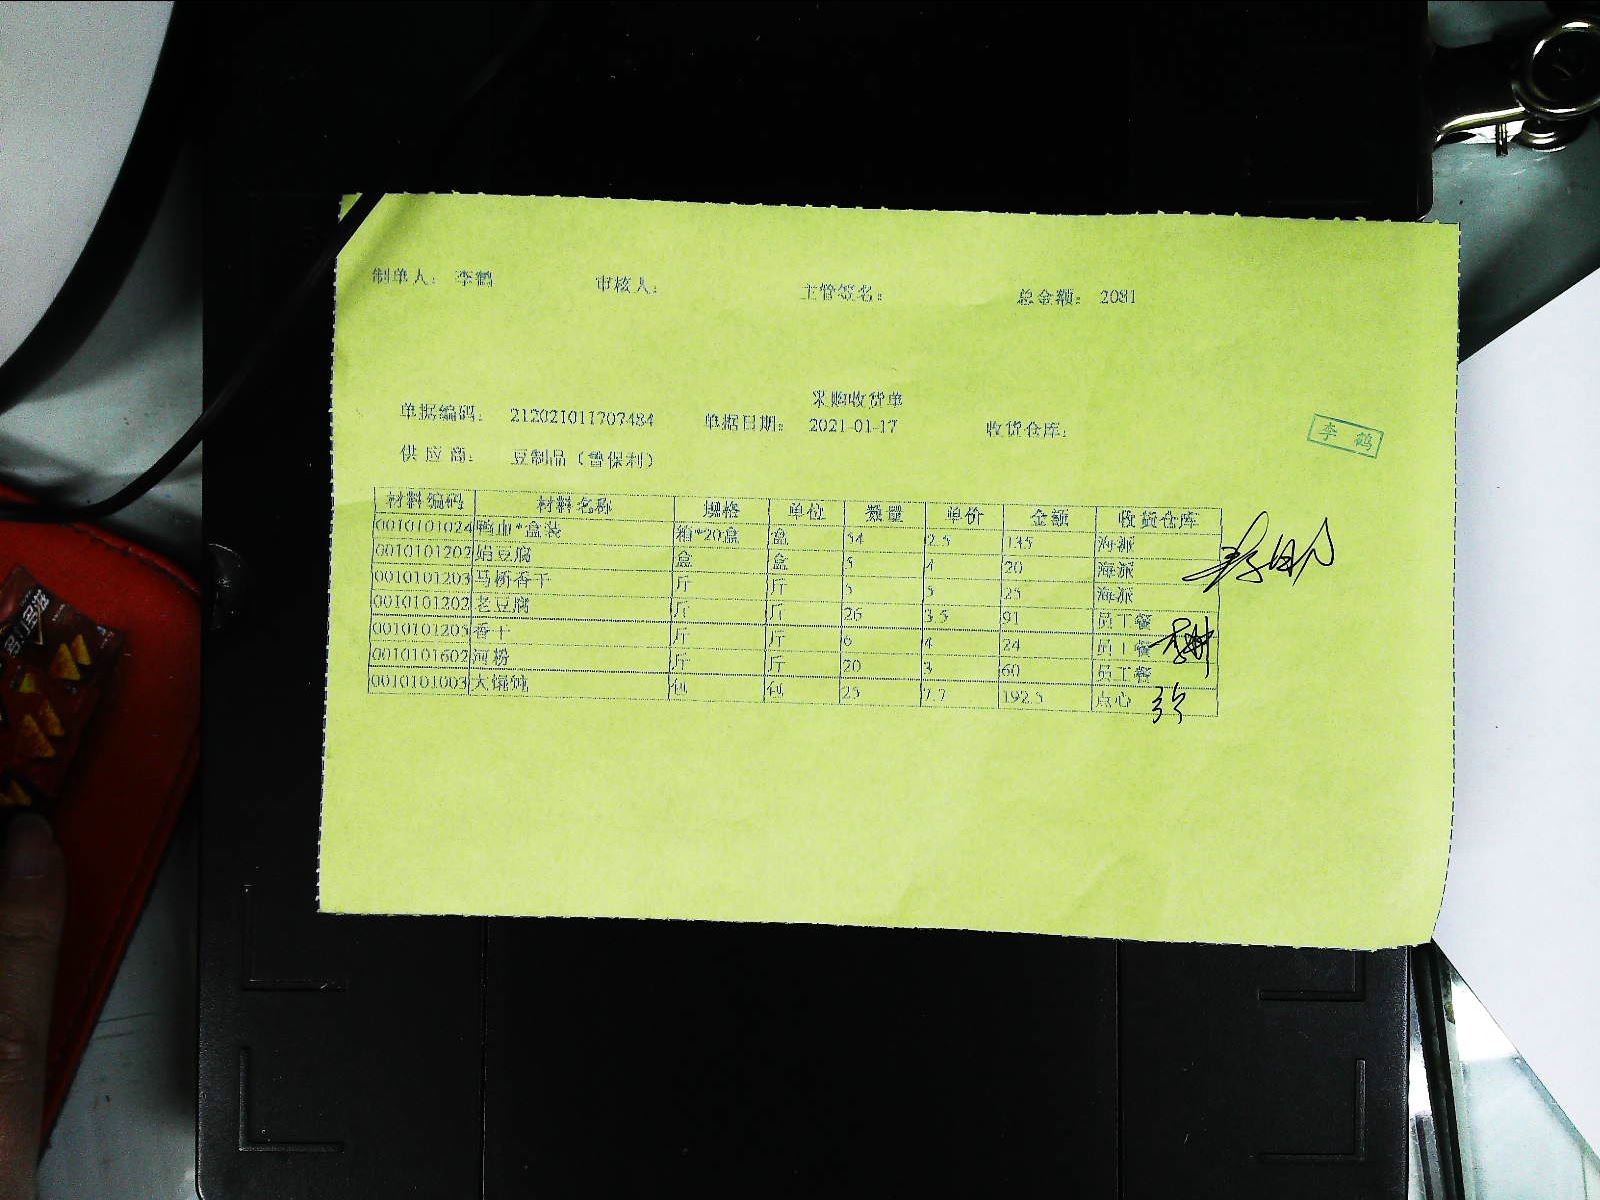 制单人： 李鹤 审核人： 主管签名： 总金额： 2081
采购收货单
单据编码： 212021011707484 单据日期： 2021-01-17 收货仓库：
供应商： 豆制品（鲁保利）
李鹤
材料编码 材料名称 规格 单位 数量 单价 金额 收货仓库
0010101024 鸭血*盒装 箱*20盒 盒 54 2.5 135 海派
0010101202 绢豆腐 盒 盒 5 4 20 海派
0010101203 马桥香干 斤 斤 5 5 25 海派
0010101202 老豆腐 斤 斤 26 3.5 91 员工餐
0010101205 香干 斤 斤 6 4 24 员工餐
0010101602 河粉 斤 斤 20 3 60 员工餐
0010101003 大馄饨 25 7.7 192.5 点心